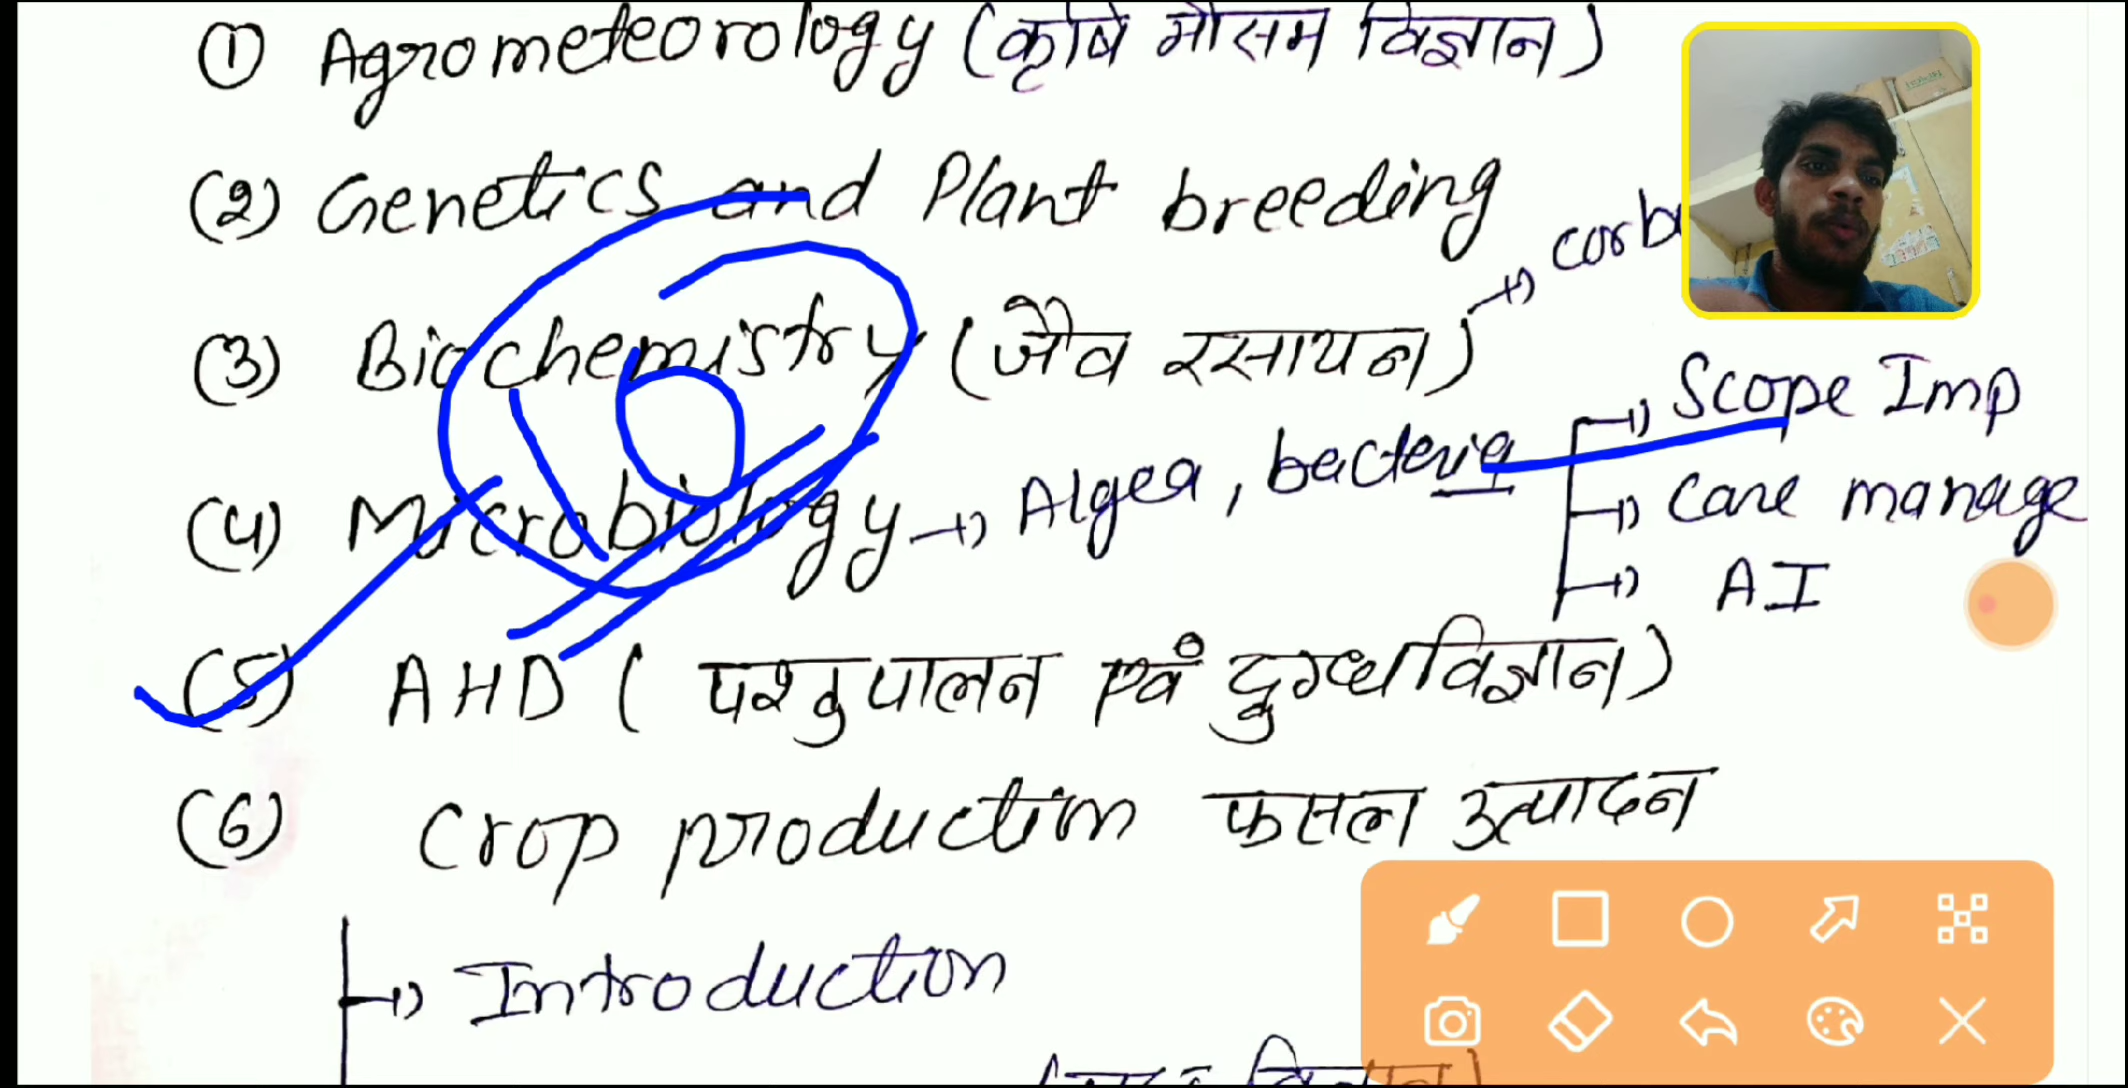 ① Agrometeorology (कृषि मौसम विज्ञान)
(2) Genetics and Plant breeding
(3) Biochemistry (जैव रसायन) → carb
(4) Microbiology → Algea, bacteria
→ Scope Imp
→ Care manage
→ AI
(5) AHD (पशुपालन एवं दुग्धविज्ञान)
(6) Crop production फसल उत्पादन
→ Introduction